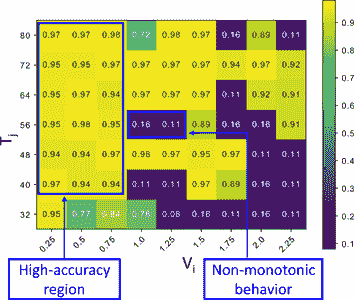 80 0.97 0.97 0.98 0.72 0.97 0.97 0.16 0.89 0.11
72 0.95 0.95 0.97 0.97 0.97 0.97 0.94 0.97 0.92
64 0.95 0.98 0.97 0.97 0.97 0.97 0.11 0.92 0.91
56 0.95 0.98 0.95 0.16 0.11 0.89 0.16 0.16 0.91
48 0.94 0.94 0.97 0.98 0.97 0.95 0.97 0.11 0.11
40 0.97 0.94 0.94 0.11 0.11 0.97 0.89 0.16 0.11
32 0.95 0.77 0.84 0.76 0.08 0.11 0.11 0.11 0.11
0.25 0.5 0.75 1.0 1.25 1.5 1.75 2.0 2.25
Tj
Vi
0.9
0.8
0.7
0.6
0.5
0.4
0.3
0.2
0.1
High-accuracy
region
Non-monotonic
behavior